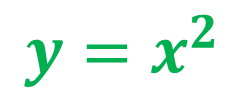 y = x²